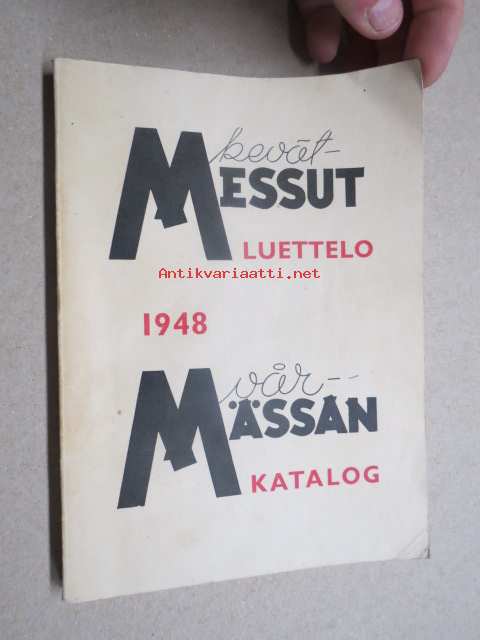 kevät-
MESSUT
LUETTELO
Antikvariaatti.net
1948
vår--
MÄSSAN
KATALOG